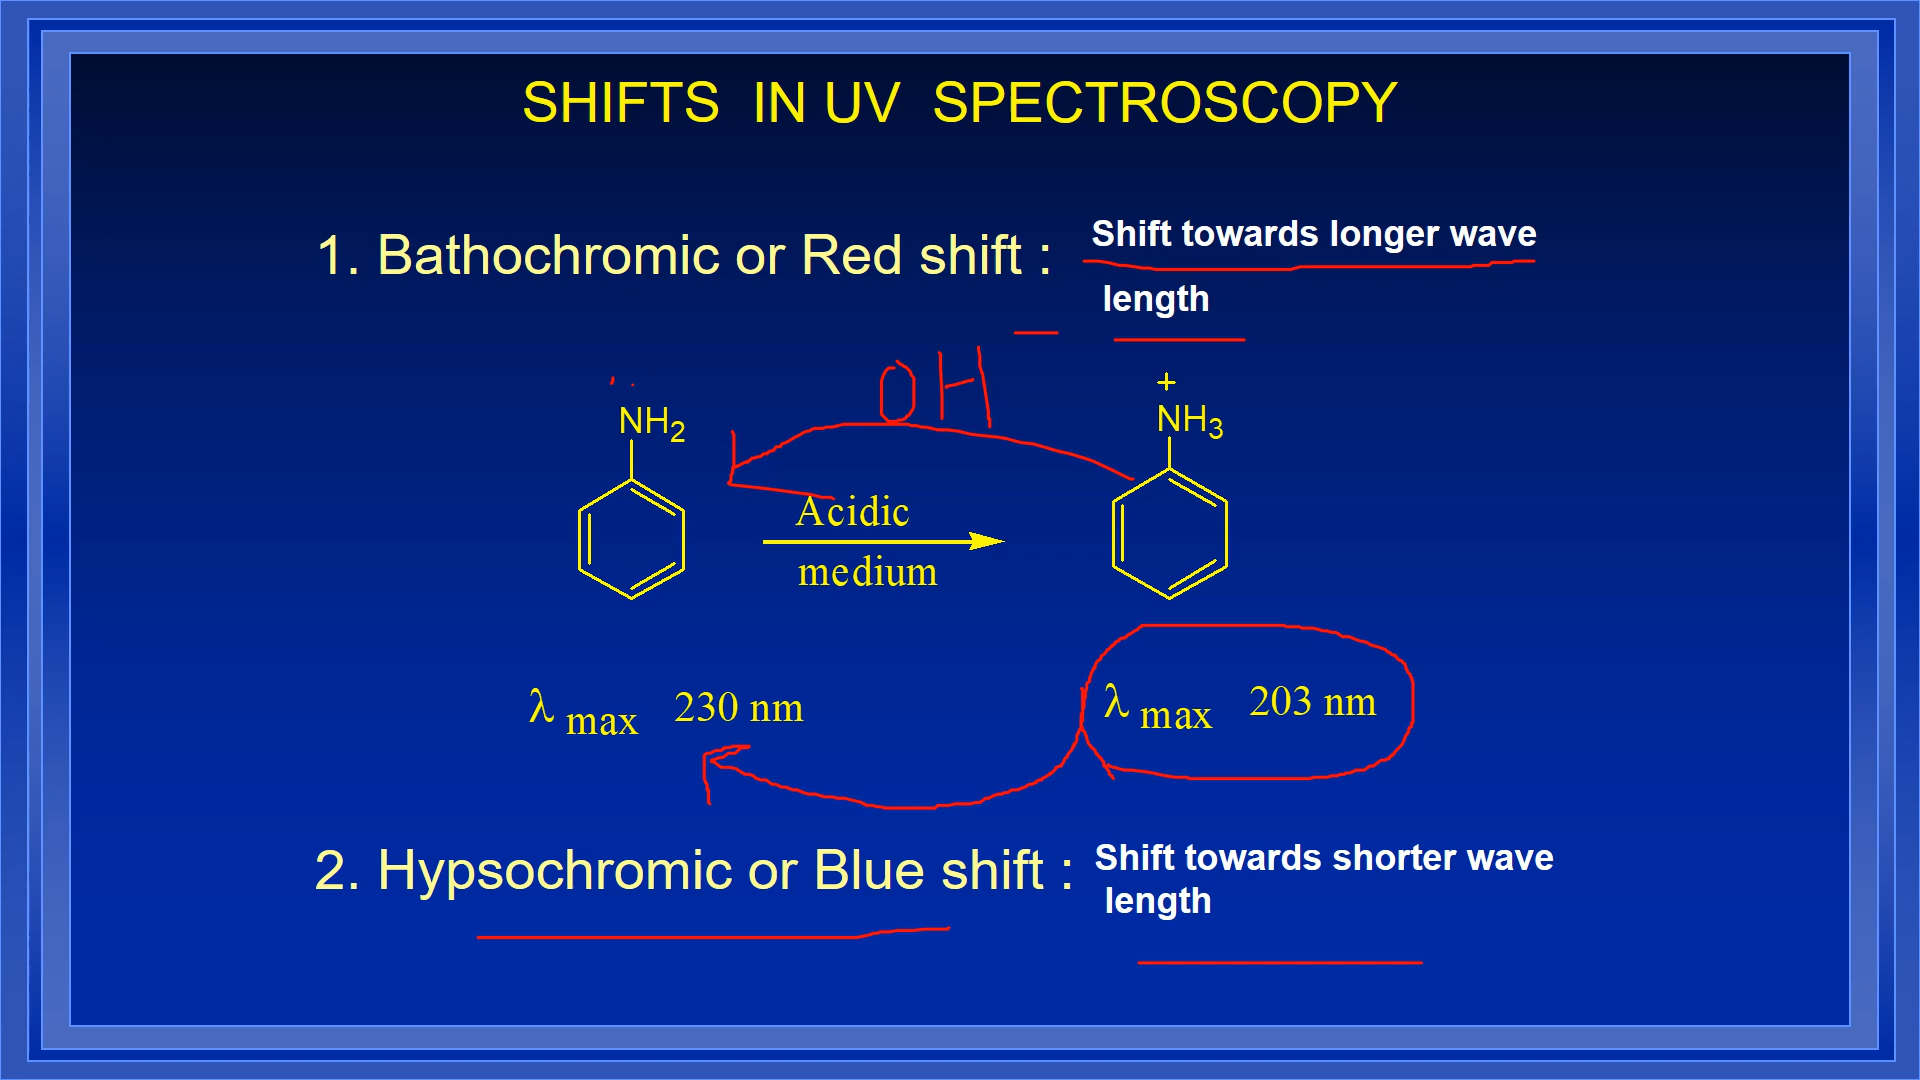 SHIFTS IN UV SPECTROSCOPY
1. Bathochromic or Red shift :
Shift towards longer wave
length
OH
NH2
+
NH3
Acidic
medium
λ max 230 nm
λ max 203 nm
2. Hypsochromic or Blue shift :
Shift towards shorter wave
length